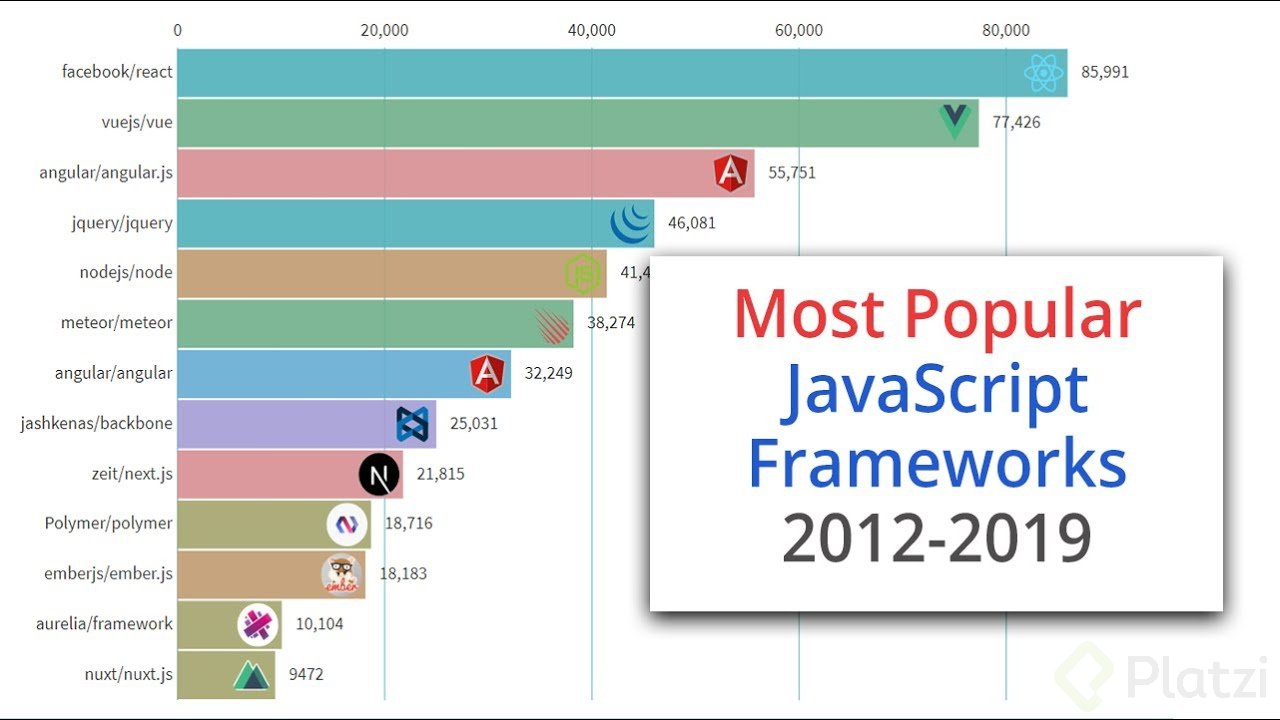 0 20,000 40,000 60,000 80,000
facebook/react 85,991
vuejs/vue 77,426
angular/angular.js 55,751
jquery/jquery 46,081
nodejs/node 41,4
meteor/meteor 38,274
angular/angular 32,249
jashkenas/backbone 25,031
zeit/next.js N 21,815
Polymer/polymer 18,716
emberjs/ember.js ember 18,183
aurelia/framework 10,104
nuxt/nuxt.js 9472
Most Popular
JavaScript
Frameworks
2012-2019
Platzi